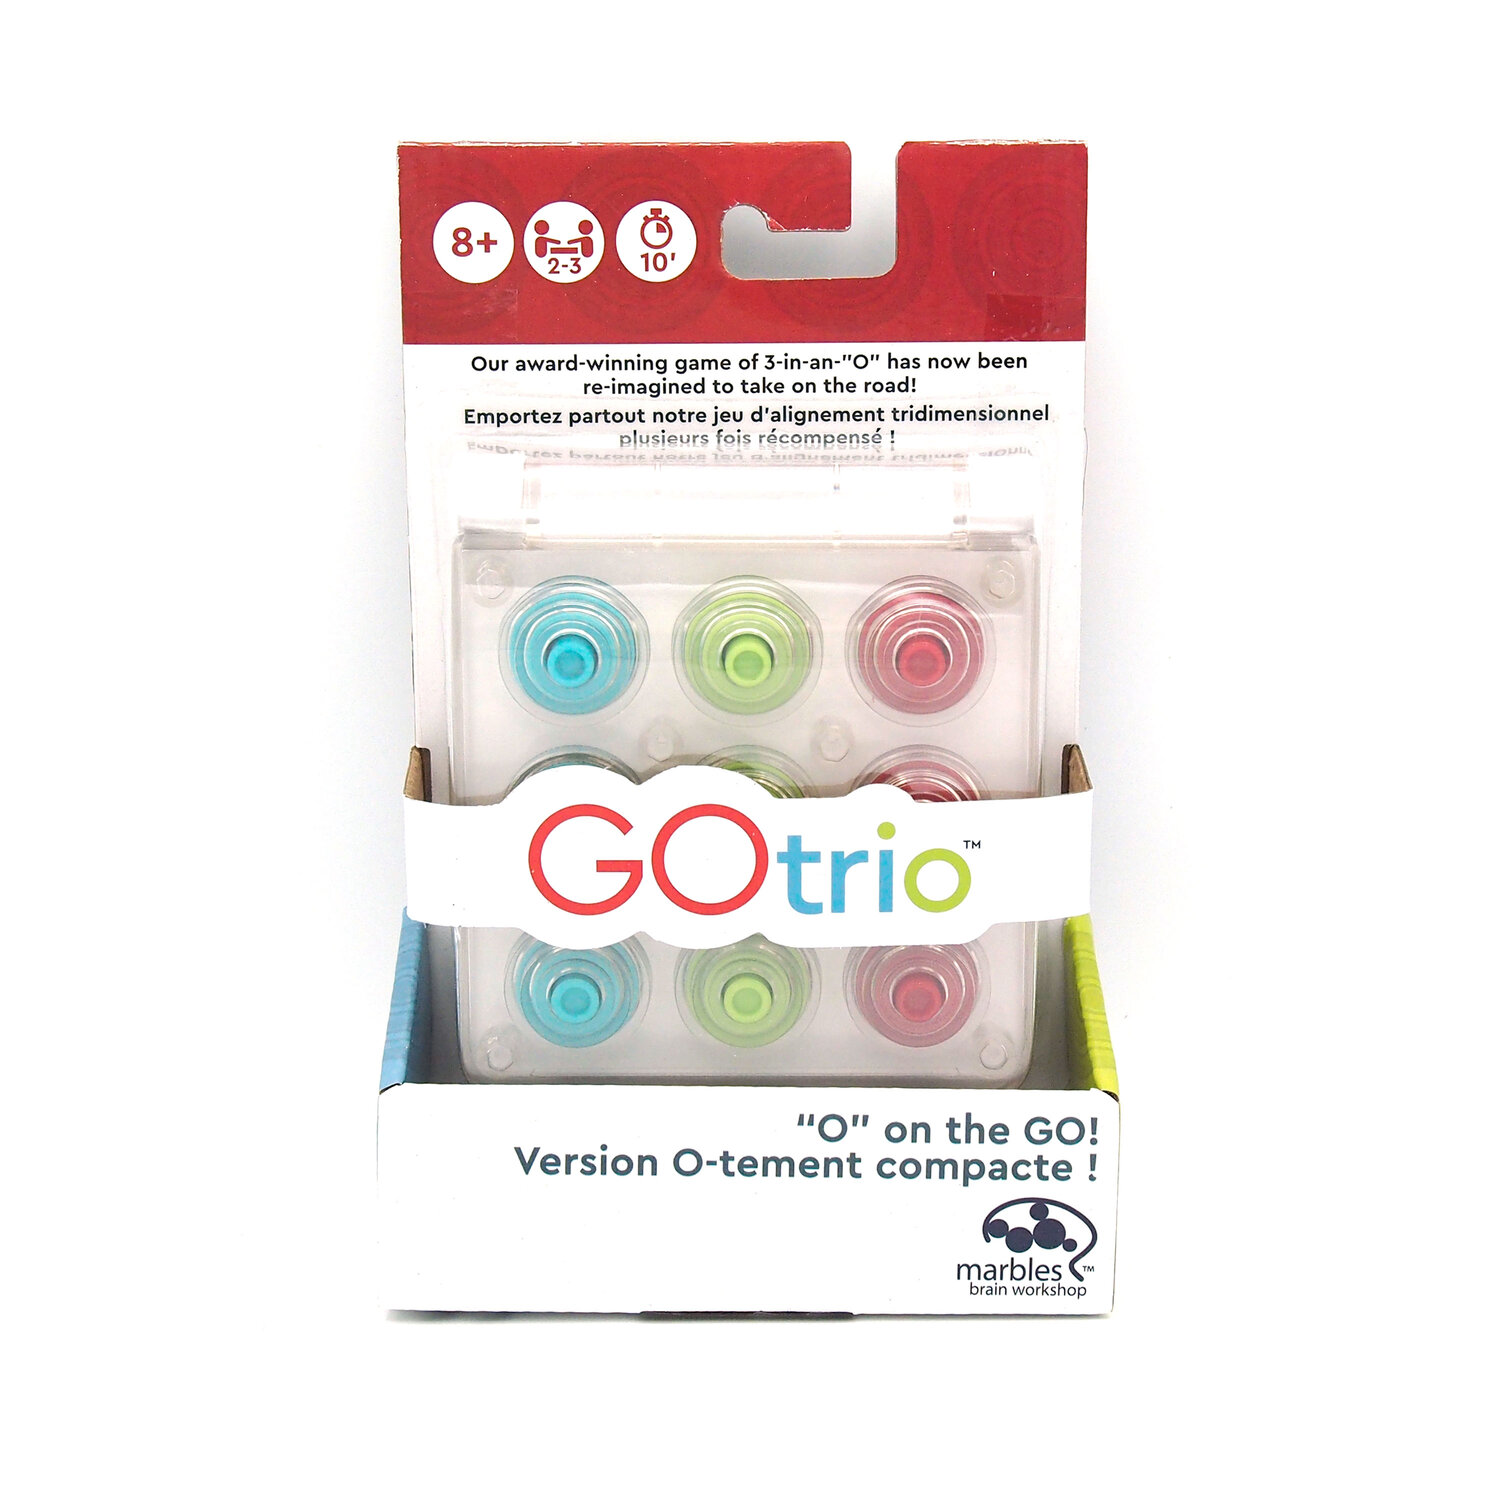 8+
2-3
10'
Our award-winning game of 3-in-an-"O" has now been
re-imagined to take on the road!
Emportez partout notre jeu d'alignement tridimensionnel
plusieurs fois récompensé !
GOtrio™
"O" on the GO!
Version O-tement compacte !
marbles™
brain workshop